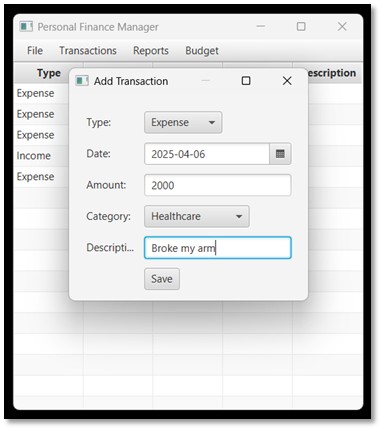 Personal Finance Manager
File Transactions Reports Budget
Type escription
Expense
Expense
Expense
Income
Expense
Add Transaction
Type: Expense
Date: 2025-04-06
Amount: 2000
Category: Healthcare
Descripti... Broke my arm
Save